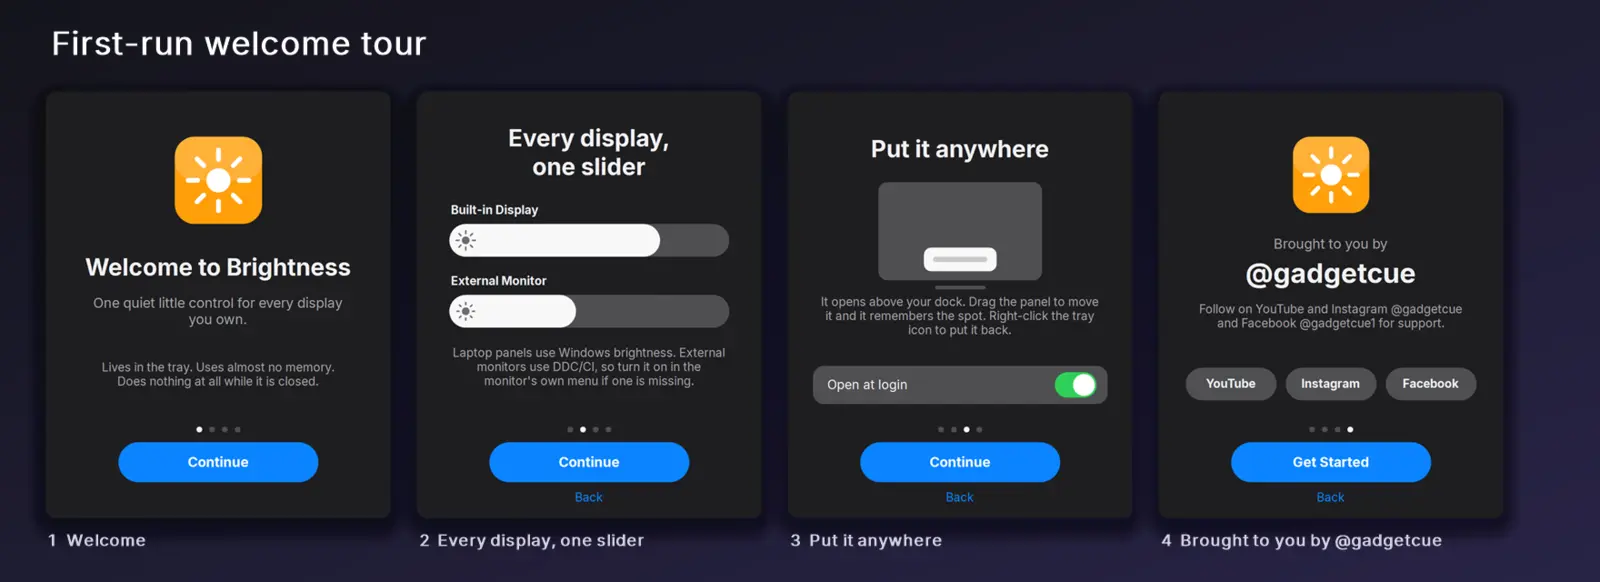 First-run welcome tour
Welcome to Brightness
One quiet little control for every display
you own.
Lives in the tray. Uses almost no memory.
Does nothing at all while it is closed.
Continue
1 Welcome
Every display,
one slider
Built-in Display
External Monitor
Laptop panels use Windows brightness. External
monitors use DDC/CI, so turn it on in the
monitor's own menu if one is missing.
Continue
Back
2 Every display, one slider
Put it anywhere
It opens above your dock. Drag the panel to move
it and it remembers the spot. Right-click the tray
icon to put it back.
Open at login
Continue
Back
3 Put it anywhere
Brought to you by
@gadgetcue
Follow on YouTube and Instagram @gadgetcue
and Facebook @gadgetcue1 for support.
YouTube Instagram Facebook
Get Started
Back
4 Brought to you by @gadgetcue